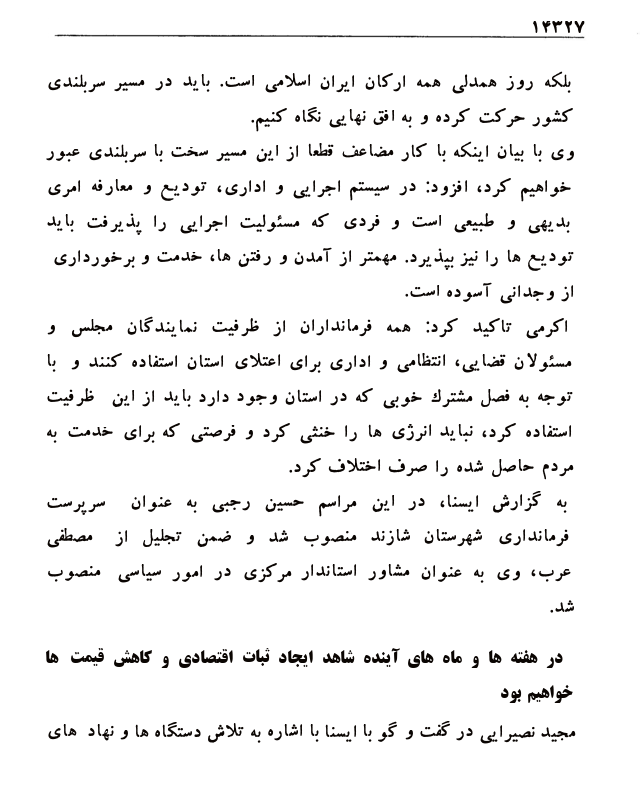 ۱۴۳۲۷
بلکه روز همدلی همه ارکان ایران اسلامی است. باید در مسیر سربلندی
کشور حرکت کرده و به افق نهایی نگاه کنیم.
وی با بیان اینکه با کار مضاعف قطعا از این مسیر سخت با سربلندی عبور
خواهیم کرد، افزود: در سیستم اجرایی و اداری، تودیع و معارفه امری
بدیهی و طبیعی است و فردی که مسئولیت اجرایی را پذیرفت باید
تودیع ها را نیز بپذیرد. مهمتر از آمدن و رفتن ها، خدمت و برخورداری
از وجدانی آسوده است.
اکرمی تاکید کرد: همه فرمانداران از ظرفیت نمایندگان مجلس و
مسئولان قضایی، انتظامی و اداری برای اعتلای استان استفاده کنند و با
توجه به فصل مشترک خوبی که در استان وجود دارد باید از این ظرفیت
استفاده کرد، نباید انرژی ها را خنثی کرد و فرصتی که برای خدمت به
مردم حاصل شده را صرف اختلاف کرد.
به گزارش ایسنا، در این مراسم حسین رجبی به عنوان سرپرست
فرمانداری شهرستان شازند منصوب شد و ضمن تجلیل از مصطفی
عرب، وی به عنوان مشاور استاندار مرکزی در امور سیاسی منصوب
شد.
در هفته ها و ماه های آینده شاهد ایجاد ثبات اقتصادی و کاهش قیمت ها
خواهیم بود
مجید نصیرایی در گفت و گو با ایسنا با اشاره به تلاش دستگاه ها و نهاد های